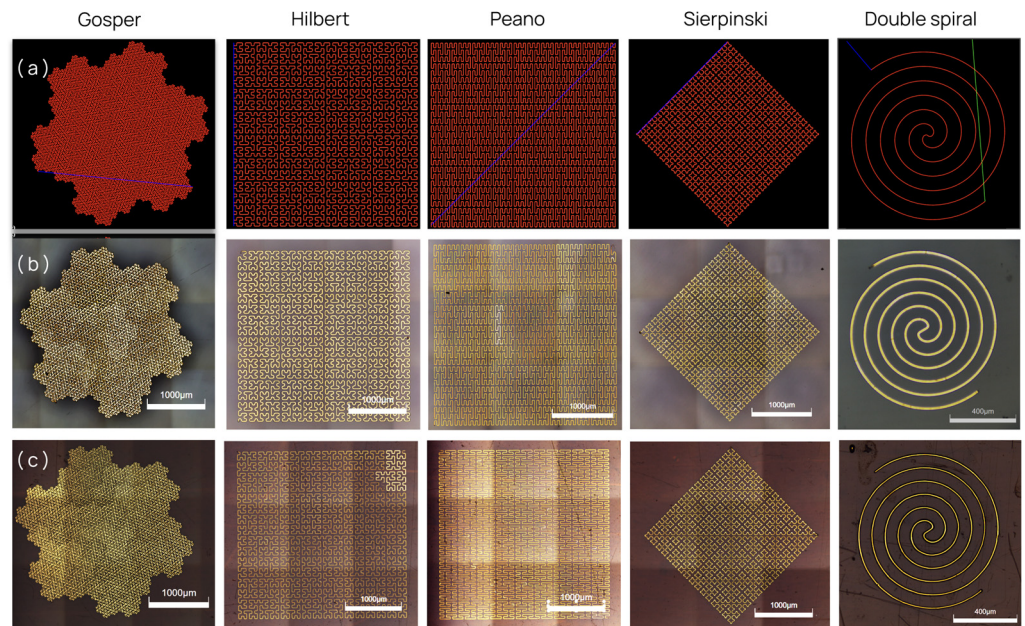 Gosper Hilbert Peano Sierpinski Double spiral
(a)
(b)
1000μm 1000μm 1000μm 1000μm 400μm
(c)
1000μm 1000μm 1000μm 1000μm 400μm